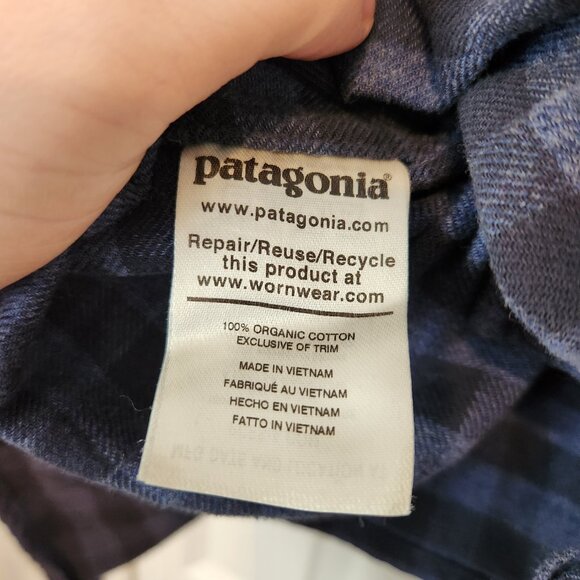 patagonia®
www.patagonia.com
Repair/Reuse/Recycle
this product at
www.wornwear.com
100% ORGANIC COTTON
EXCLUSIVE OF TRIM
MADE IN VIETNAM
FABRIQUÉ AU VIETNAM
HECHO EN VIETNAM
FATTO IN VIETNAM